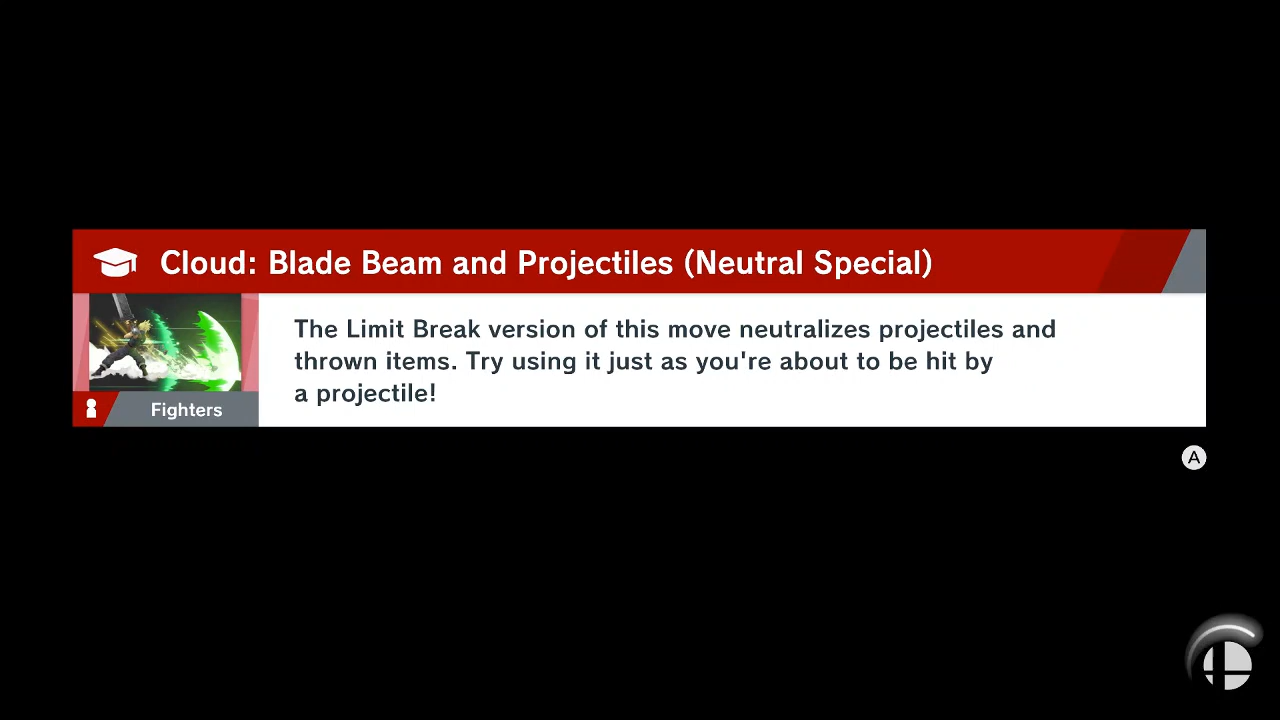 Cloud: Blade Beam and Projectiles (Neutral Special)
The Limit Break version of this move neutralizes projectiles and
thrown items. Try using it just as you're about to be hit by
a projectile!
Fighters
A